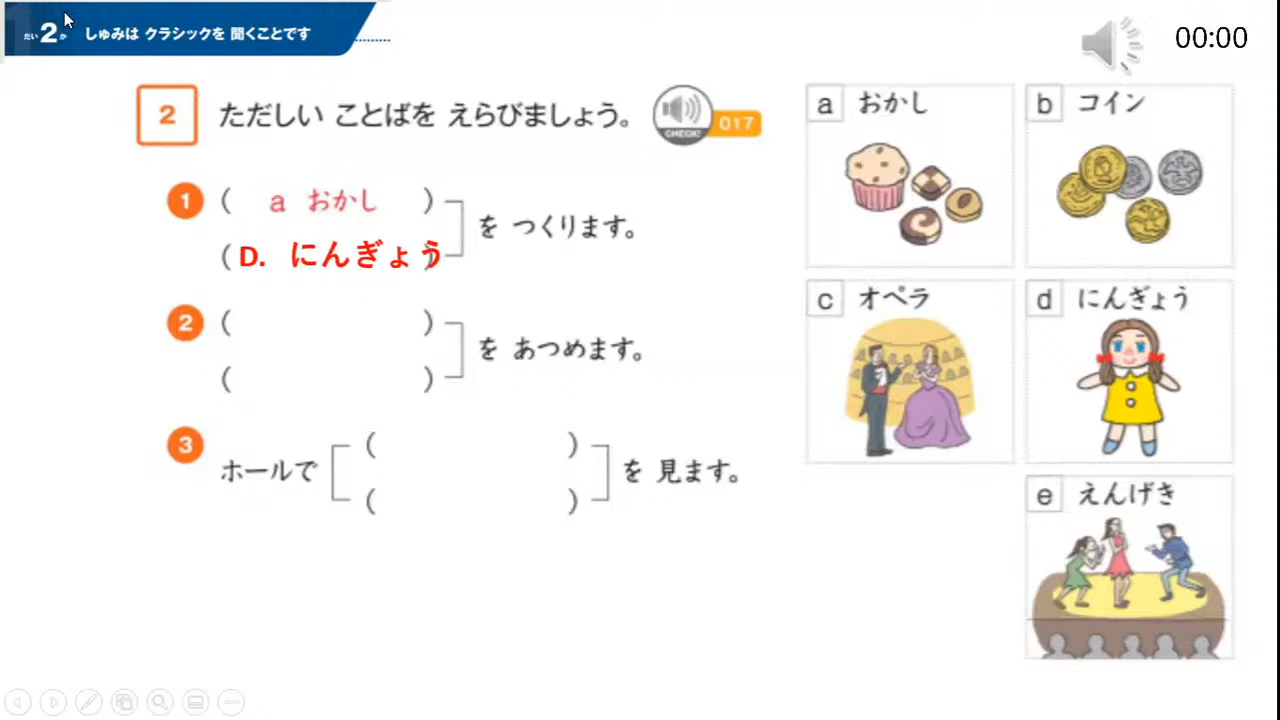 だい2か しゅみは クラシックを 聞くことです
00:00
2 ただしい ことばを えらびましょう。 CHECK! 017
1 ( a おかし )
( D. にんぎょう ) を つくります。
2 ( )
( ) を あつめます。
3 ホールで ( )
( ) を 見ます。
a おかし
b コイン
c オペラ
d にんぎょう
e えんげき